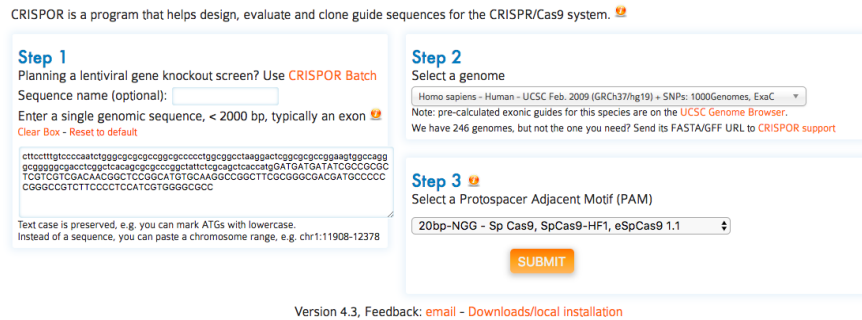 CRISPOR is a program that helps design, evaluate and clone guide sequences for the CRISPR/Cas9 system.
Step 1
Planning a lentiviral gene knockout screen? Use CRISPOR Batch
Sequence name (optional):
Enter a single genomic sequence, < 2000 bp, typically an exon
Clear Box - Reset to default
cttcctttgtccccaatctgggcgcgcgccggcgccccctggcggcctaaggactcggcgcgccggaagtggccaggg
cgggggcgacctcggctcacagcgcgcccggctattctcgcagctcaccatgGATGATGATATCGCCGCGC
TCGTCGTCGACAACGGCTCCGGCATGTGCAAGGCCGGCTTCGCGGGCGACGATGCCCCC
CGGGCCGTCTTCCCCTCCATCGTGGGGCGCC
Text case is preserved, e.g. you can mark ATGs with lowercase.
Instead of a sequence, you can paste a chromosome range, e.g. chr1:11908-12378
Step 2
Select a genome
Homo sapiens - Human - UCSC Feb. 2009 (GRCh37/hg19) + SNPs: 1000Genomes, ExaC
Note: pre-calculated exonic guides for this species are on the UCSC Genome Browser.
We have 246 genomes, but not the one you need? Send its FASTA/GFF URL to CRISPOR support
Step 3
Select a Protospacer Adjacent Motif (PAM)
20bp-NGG - Sp Cas9, SpCas9-HF1, eSpCas9 1.1
SUBMIT
Version 4.3, Feedback: email - Downloads/local installation